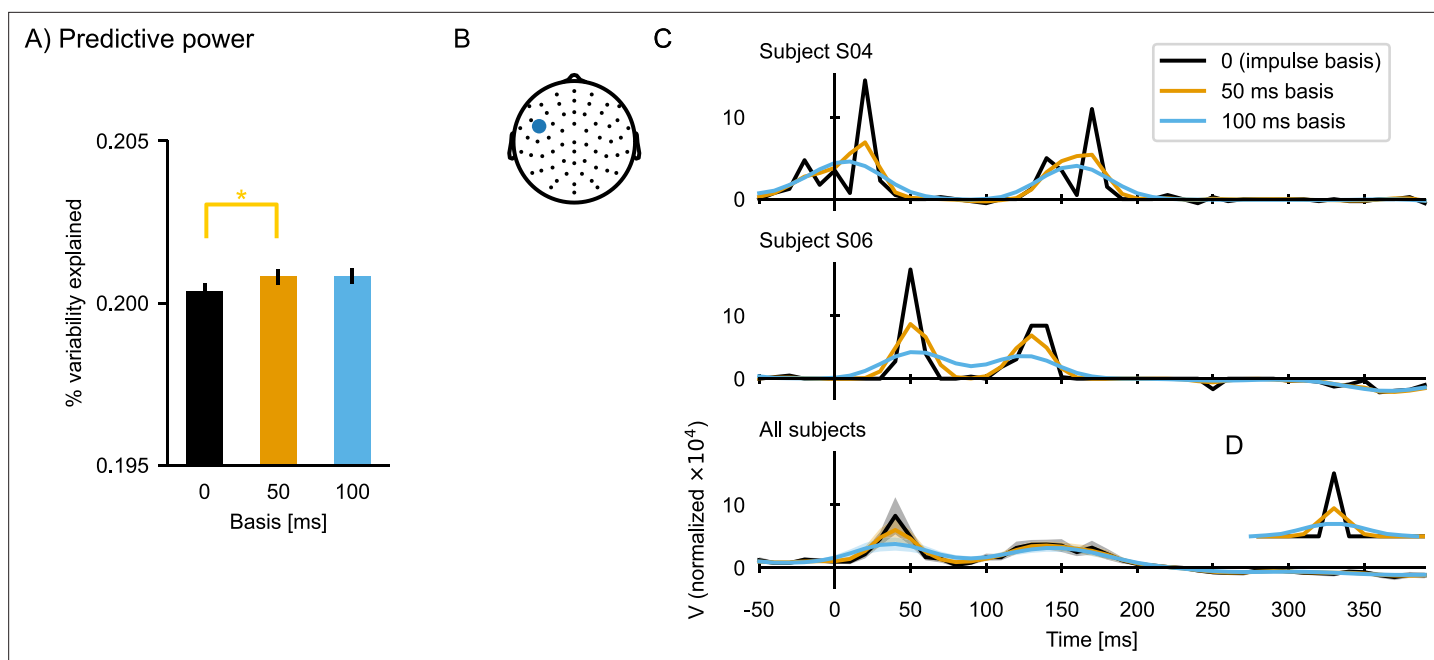 A) Predictive power
B
C
Subject S04
0 (impulse basis)
50 ms basis
100 ms basis
0.205
0.200
0.195
% variability explained
*
0
50
100
Basis [ms]
10
0
Subject S06
10
0
All subjects
D
10
0
V (normalized ×10⁴)
-50
0
50
100
150
200
250
300
350
Time [ms]